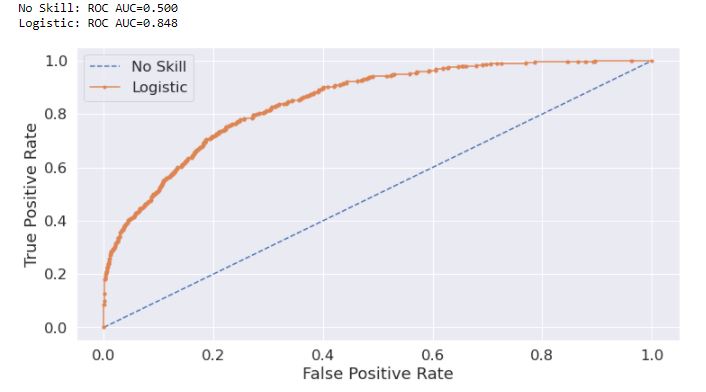 No Skill: ROC AUC=0.500
Logistic: ROC AUC=0.848
1.0
0.8
0.6
0.4
0.2
0.0
True Positive Rate
No Skill
Logistic
0.0 0.2 0.4 0.6 0.8 1.0
False Positive Rate